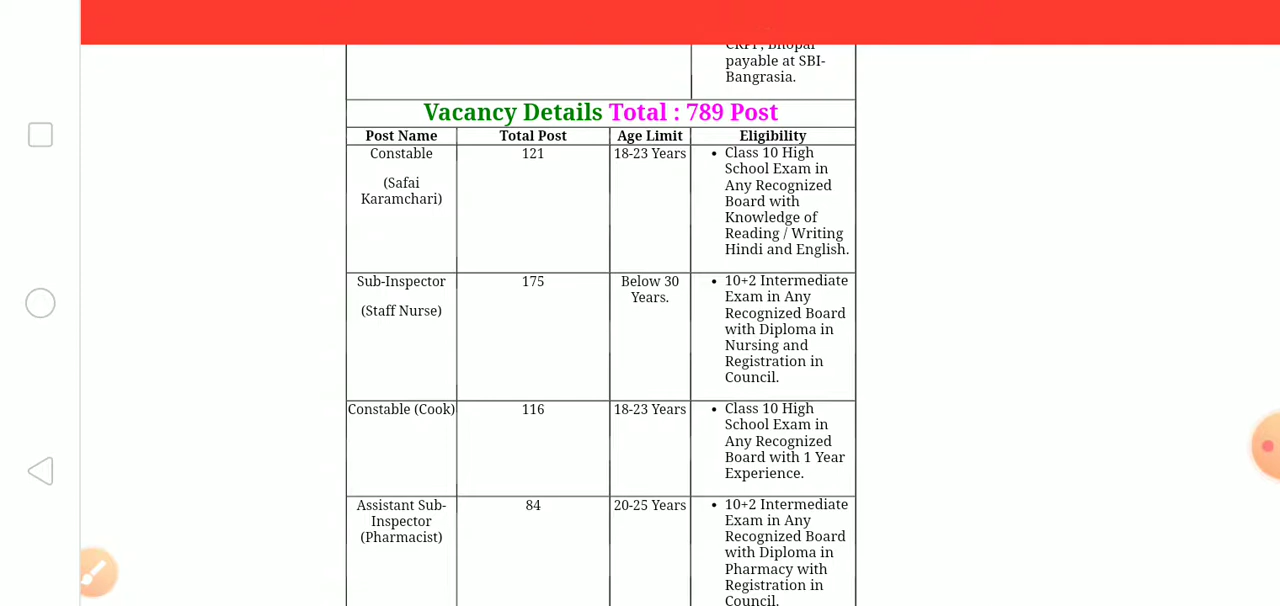 CRPF, Bhopal
payable at SBI-
Bangrasia.
Vacancy Details Total : 789 Post
Post Name Total Post Age Limit Eligibility
Constable
(Safai
Karamchari)
121
18-23 Years
• Class 10 High
School Exam in
Any Recognized
Board with
Knowledge of
Reading / Writing
Hindi and English.
Sub-Inspector
(Staff Nurse)
175
Below 30
Years.
• 10+2 Intermediate
Exam in Any
Recognized Board
with Diploma in
Nursing and
Registration in
Council.
Constable (Cook)
116
18-23 Years
• Class 10 High
School Exam in
Any Recognized
Board with 1 Year
Experience.
Assistant Sub-
Inspector
(Pharmacist)
84
20-25 Years
• 10+2 Intermediate
Exam in Any
Recognized Board
with Diploma in
Pharmacy with
Registration in
Council.